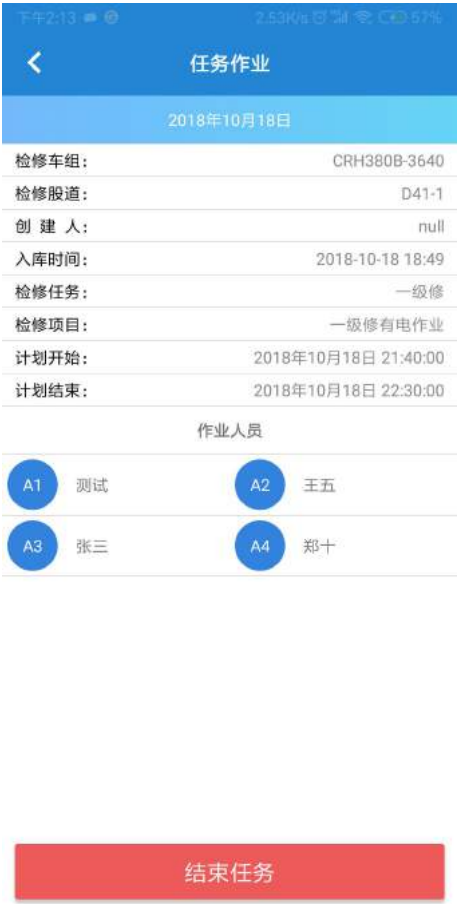 下午2:13 2.53K/s 57%
任务作业
2018年10月18日
检修车组： CRH380B-3640
检修股道： D41-1
创 建 人： null
入库时间： 2018-10-18 18:49
检修任务： 一级修
检修项目： 一级修有电作业
计划开始： 2018年10月18日 21:40:00
计划结束： 2018年10月18日 22:30:00
作业人员
A1 测试 A2 王五
A3 张三 A4 郑十
结束任务